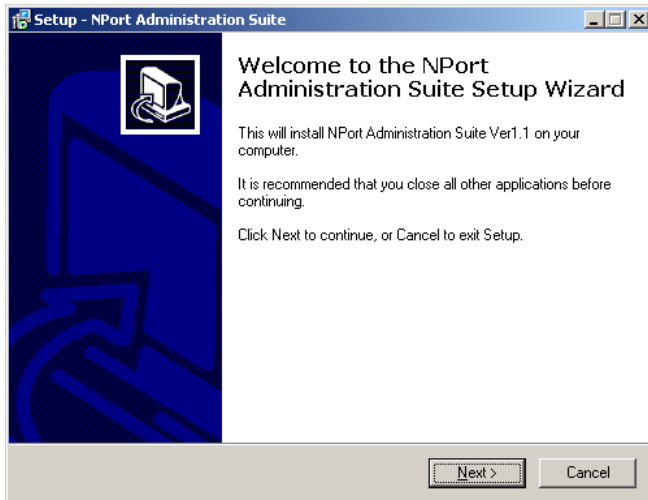 Setup - NPort Administration Suite
Welcome to the NPort
Administration Suite Setup Wizard
This will install NPort Administration Suite Ver1.1 on your
computer.
It is recommended that you close all other applications before
continuing.
Click Next to continue, or Cancel to exit Setup.
Next >
Cancel